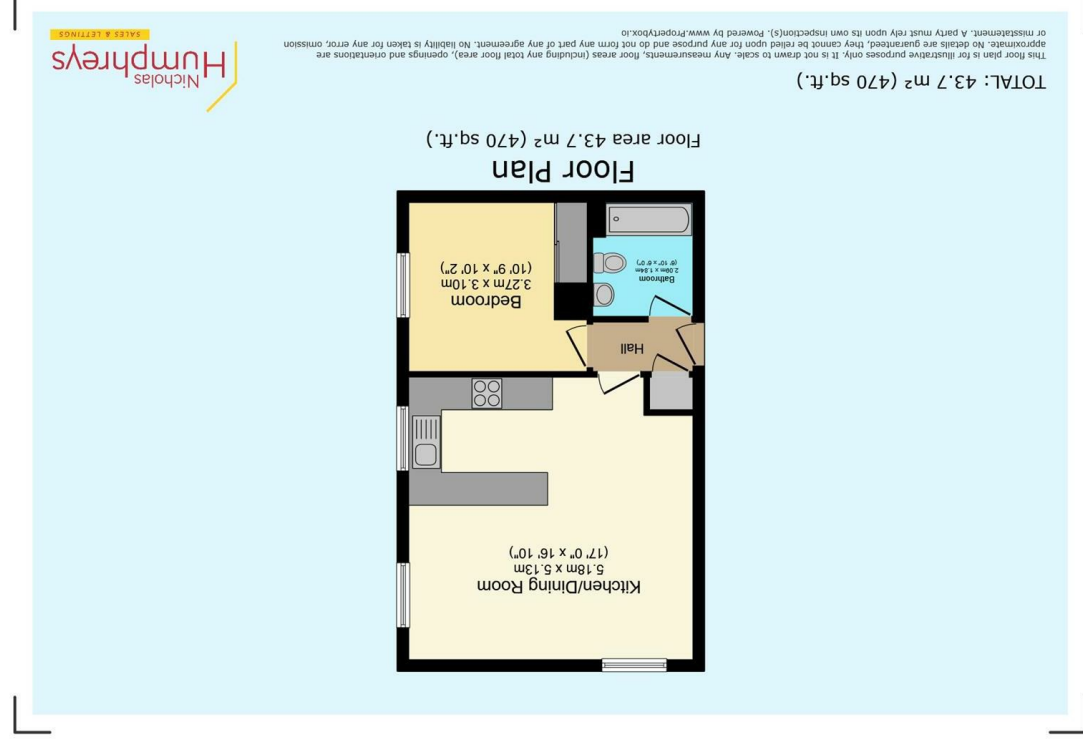 Kitchen/Dining Room
5.18m x 5.13m
(17' 0" x 16' 10")
Hall
Bathroom
2.09m x 1.84m
(6' 10" x 6' 0")
Bedroom
3.27m x 3.10m
(10' 9" x 10' 2")
Floor Plan
Floor area 43.7 m² (470 sq.ft.)
TOTAL: 43.7 m² (470 sq.ft.)
This floor plan is for illustrative purposes only. It is not drawn to scale. Any measurements, floor areas (including any total floor area), openings and orientations are
approximate. No details are guaranteed, they cannot be relied upon for any purpose and do not form any part of any agreement. No liability is taken for any error, omission
or misstatement. A party must rely upon its own inspection(s). Powered by www.Propertybox.io
Nicholas
Humphreys
SALES & LETTINGS